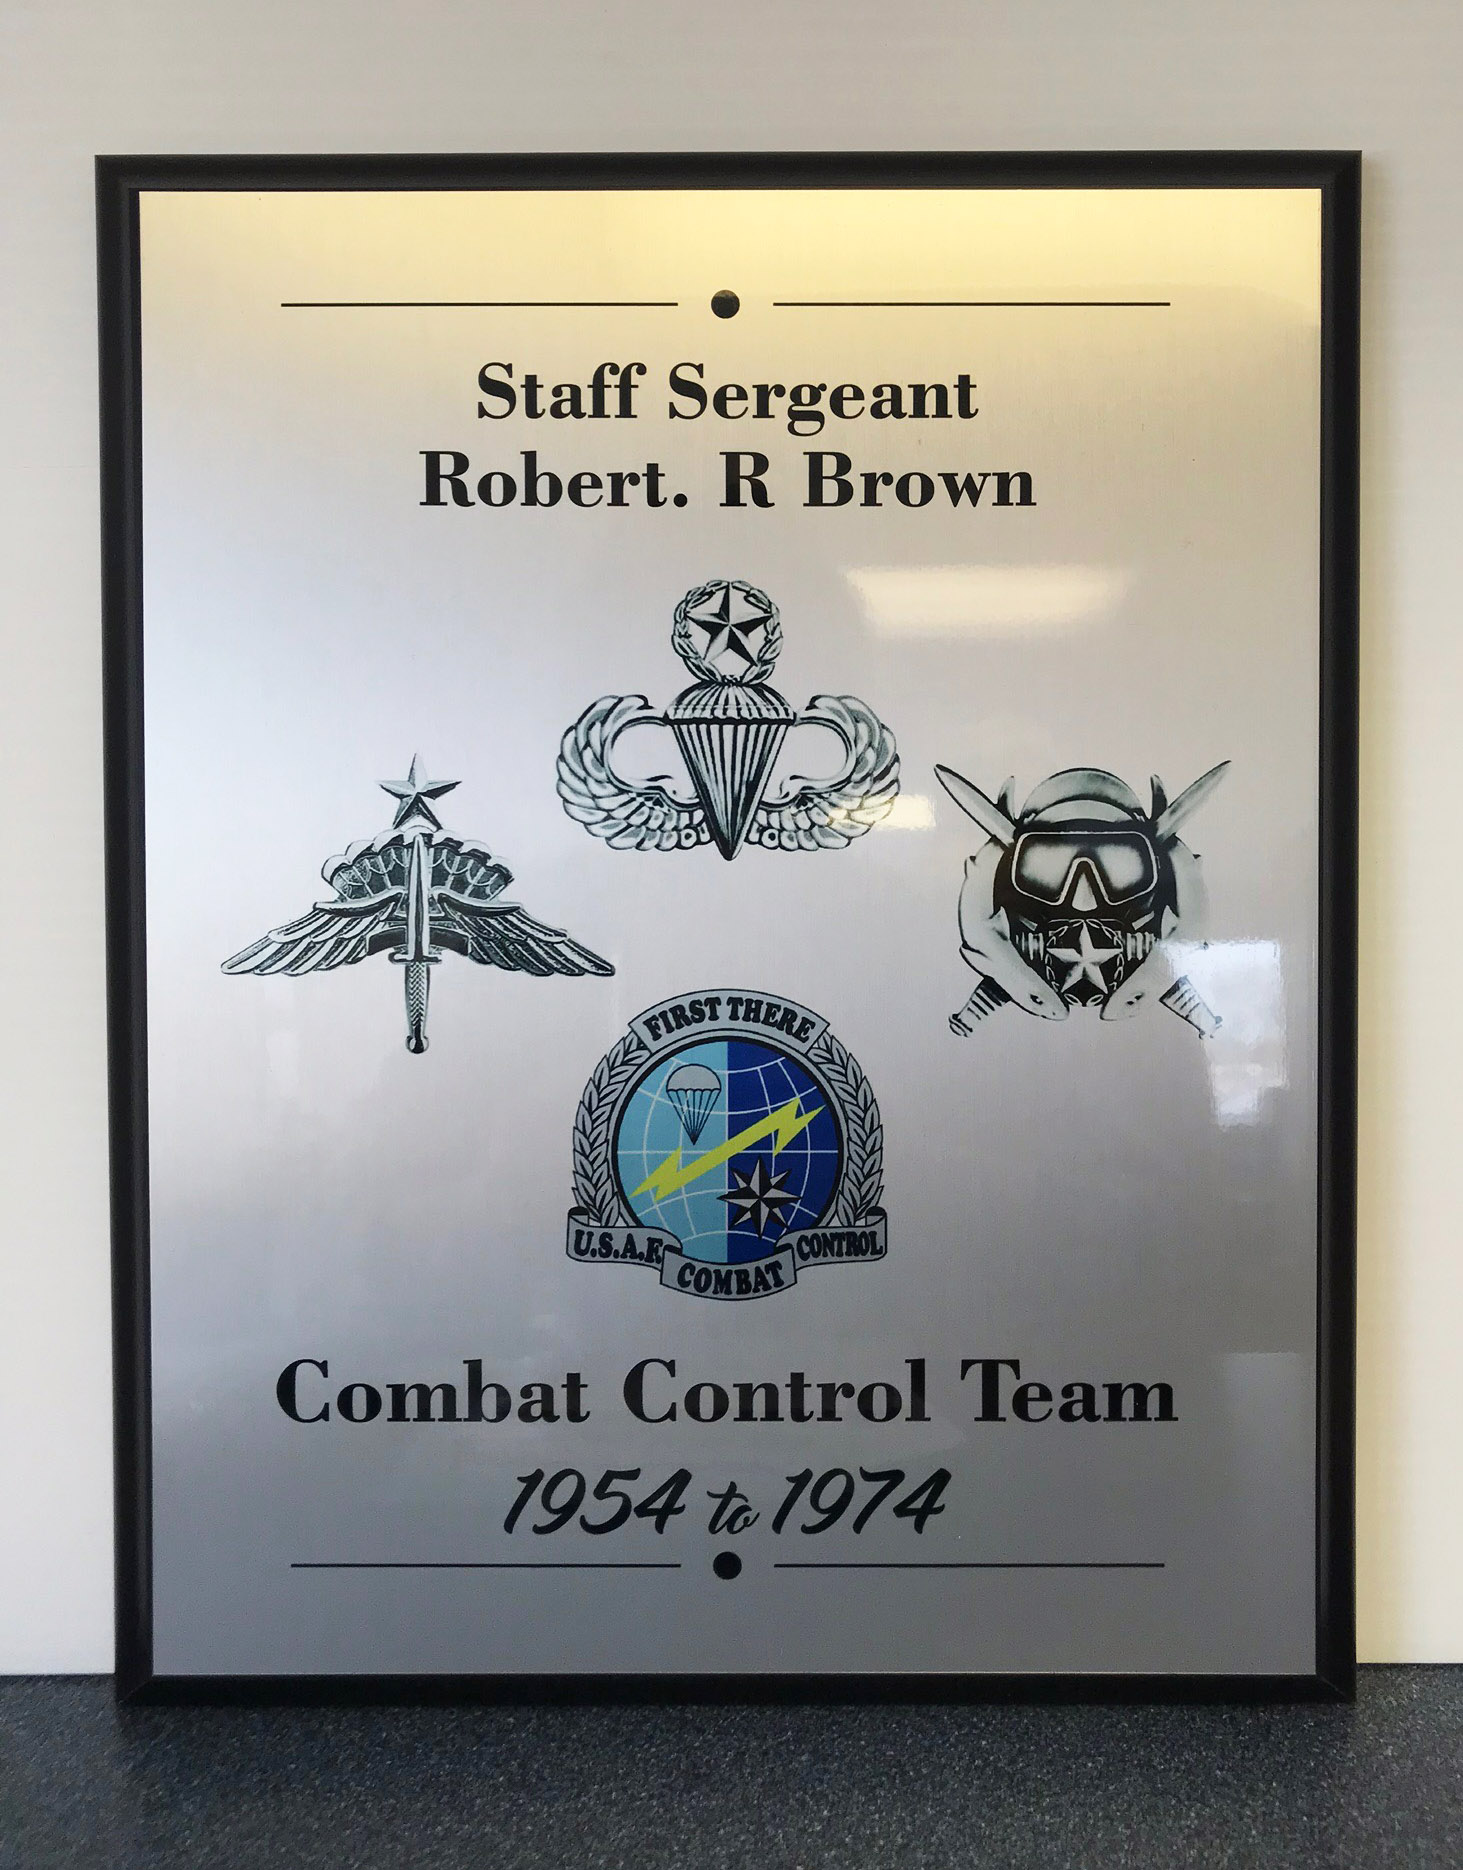 Staff Sergeant
Robert. R Brown
FIRST THERE
U.S.A.F. COMBAT CONTROL
Combat Control Team
1954 to 1974